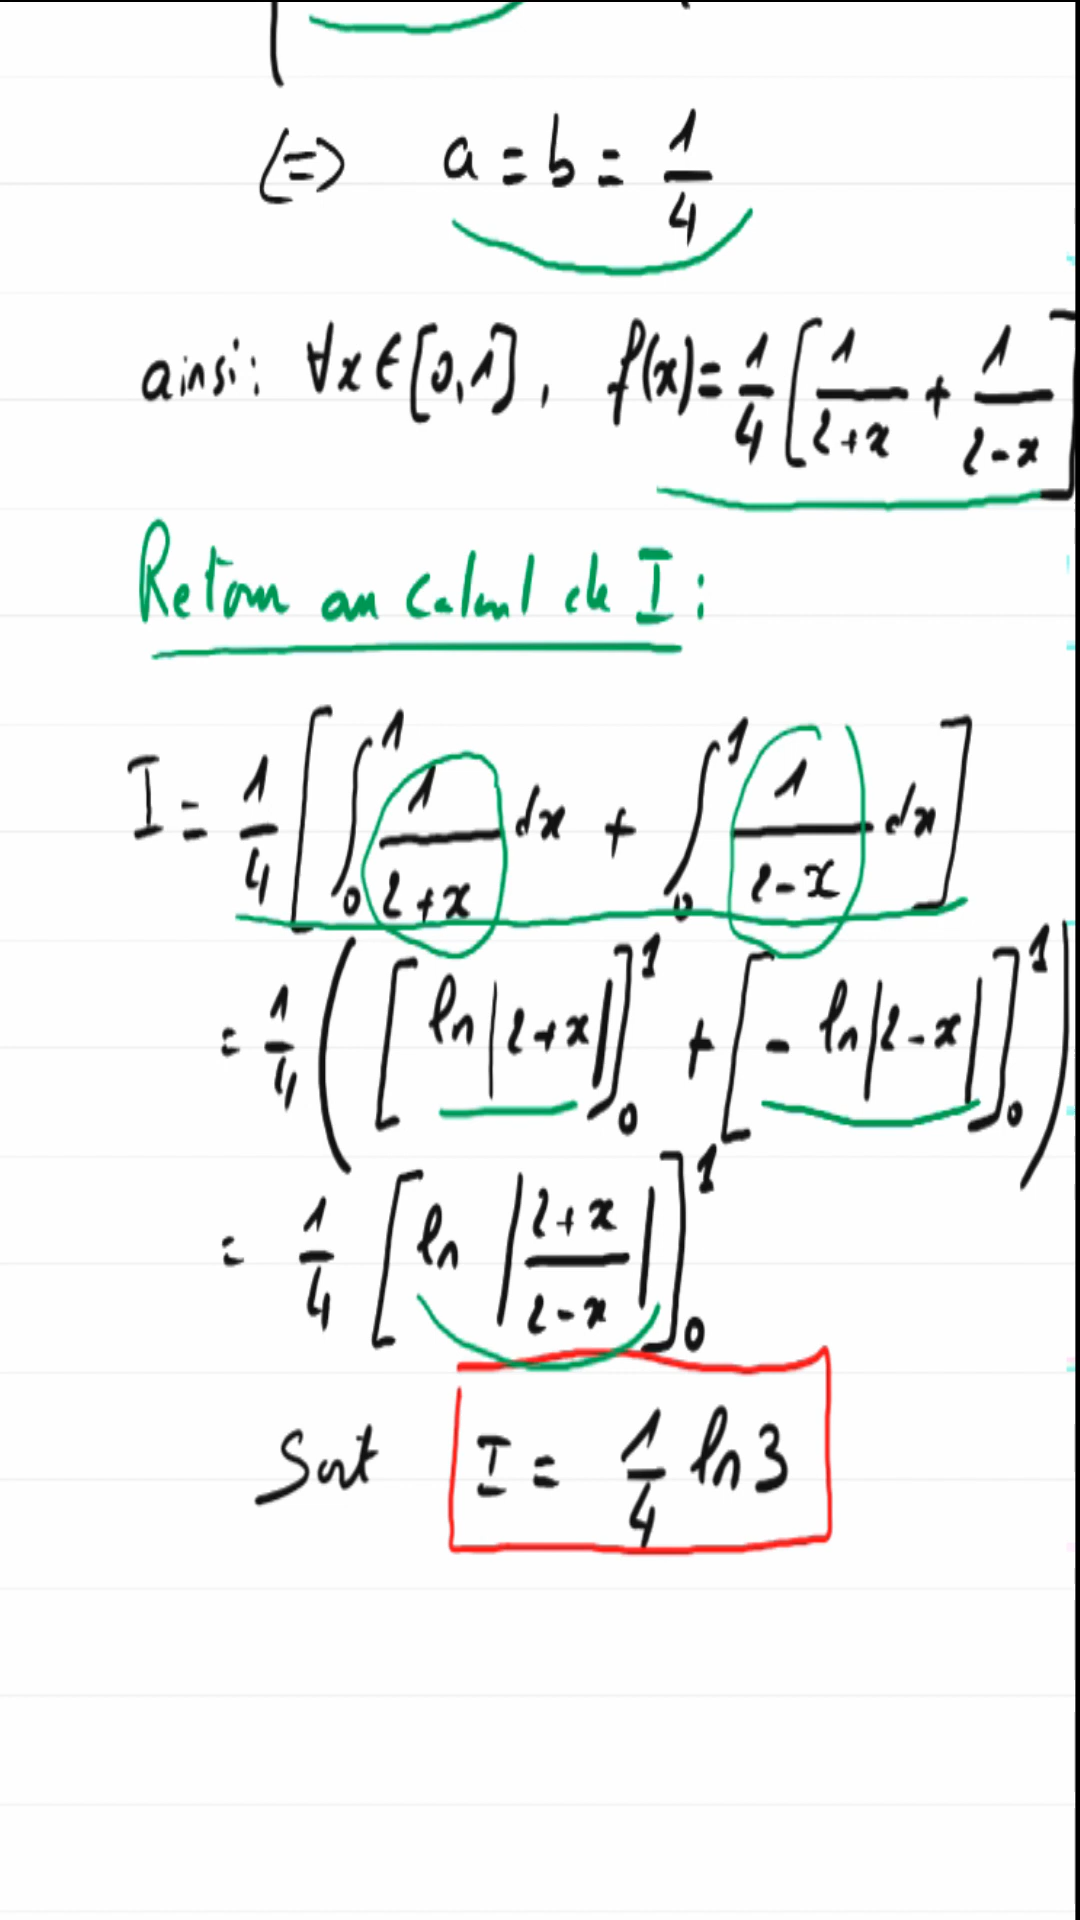 (=> a = b = 1/4
ainsi: ∀x ∈ [0,1], f(x) = 1/4 [1/(2+x) + 1/(2-x)]
Retour au calcul de I :
I = 1/4 [∫₀¹ 1/(2+x) dx + ∫₀¹ 1/(2-x) dx]
= 1/4 ([ln|2+x|]₀¹ + [- ln|2-x|]₀¹)
= 1/4 [ln |(2+x)/(2-x)|]₀¹
Soit I = 1/4 ln 3